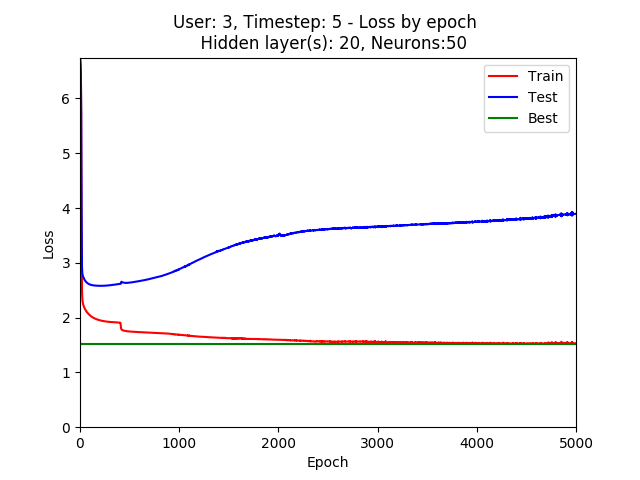 User: 3, Timestep: 5 - Loss by epoch
Hidden layer(s): 20, Neurons:50
Train
Test
Best
Loss
6
5
4
3
2
1
0
0 1000 2000 3000 4000 5000
Epoch